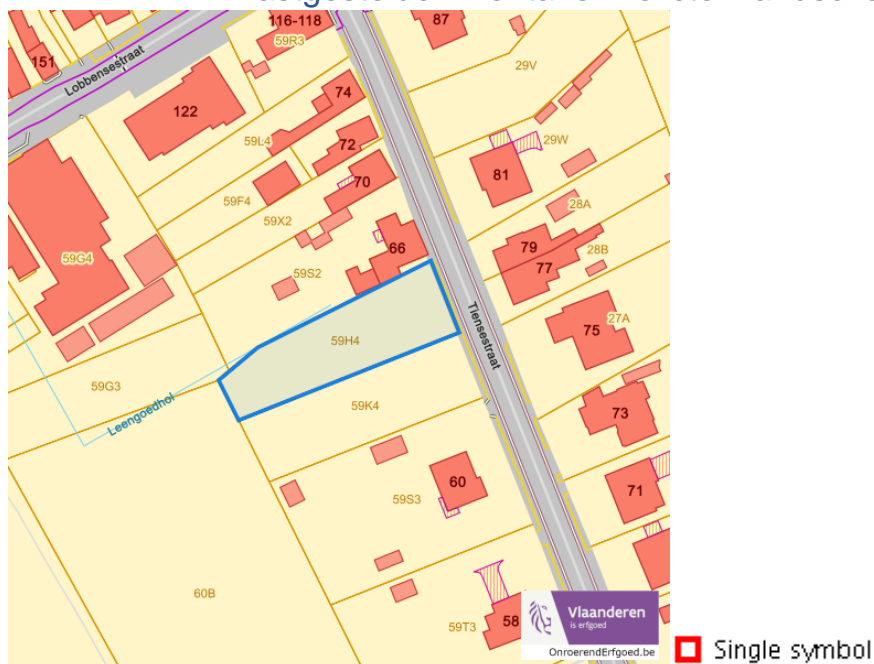 116-118
59R3
87
151
Lobbensestraat
29V
74
122
59L4
72
29W
81
70
59F4
28A
59X2
66
79
28B
59G4
77
59S2
27A
75
Tiensestraat
59H4
59G3
59K4
73
Leengoedhol
60
71
59S3
60B
59T3
58
Vlaanderen
is erfgoed
OnroerendErfgoed.be
Single symbol